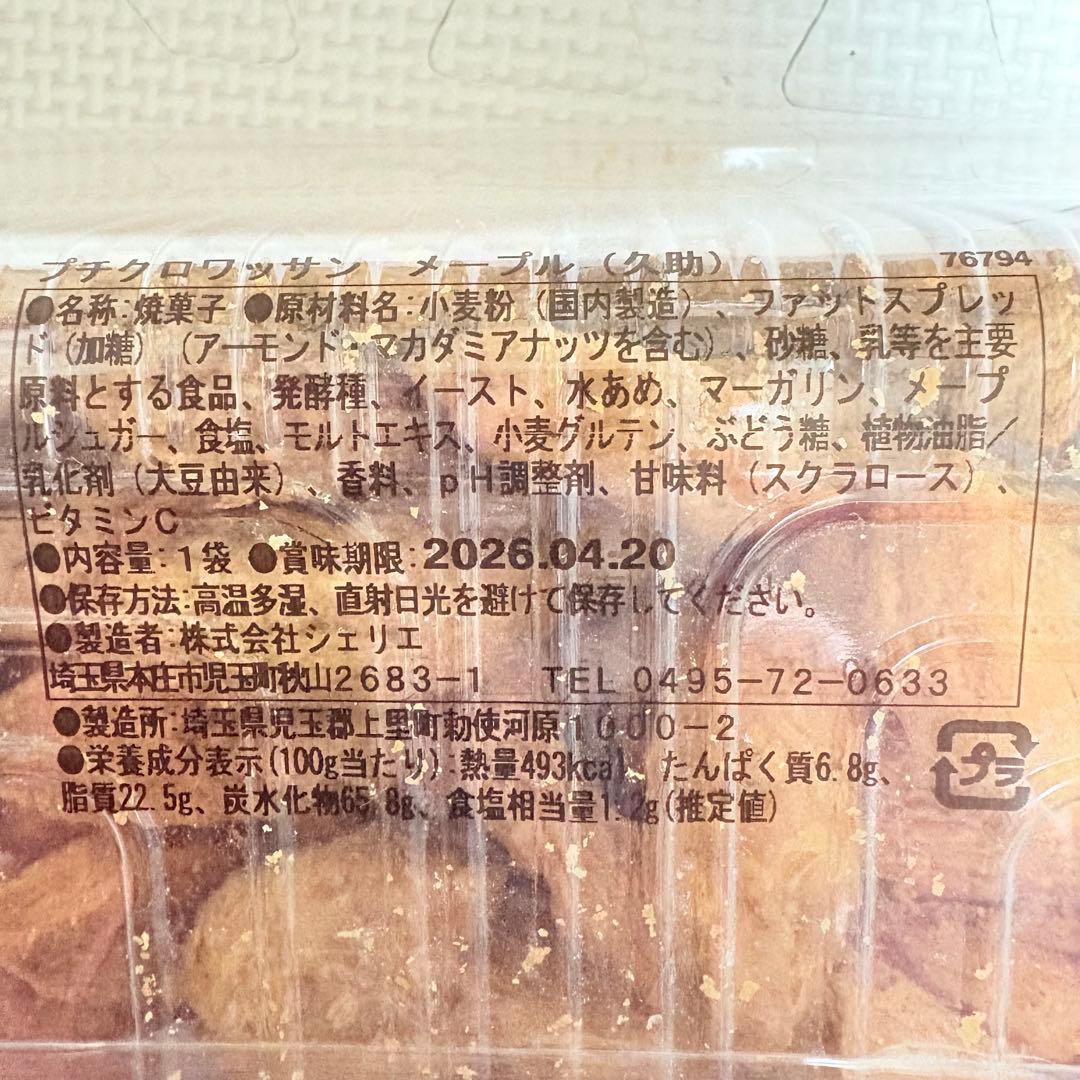 プチクロワッサン　メープル（久助）　76794
●名称:焼菓子 ●原材料名:小麦粉（国内製造）、ファットスプレッ
ド（加糖）（アーモンド・マカダミアナッツを含む）、砂糖、乳等を主要
原料とする食品、発酵種、イースト、水あめ、マーガリン、メープ
ルシュガー、食塩、モルトエキス、小麦グルテン、ぶどう糖、植物油脂／
乳化剤（大豆由来）、香料、pH調整剤、甘味料（スクラロース）、
ビタミンC
●内容量:1袋 ●賞味期限:2026.04.20
●保存方法:高温多湿、直射日光を避けて保存してください。
●製造者:株式会社シェリエ
埼玉県本庄市児玉町秋山2683-1　TEL 0495-72-0633
●製造所:埼玉県児玉郡上里町勅使河原1000-2
●栄養成分表示(100g当たり):熱量493kcal、たんぱく質6.8g、
脂質22.5g、炭水化物65.8g、食塩相当量1.2g(推定値)
プラ